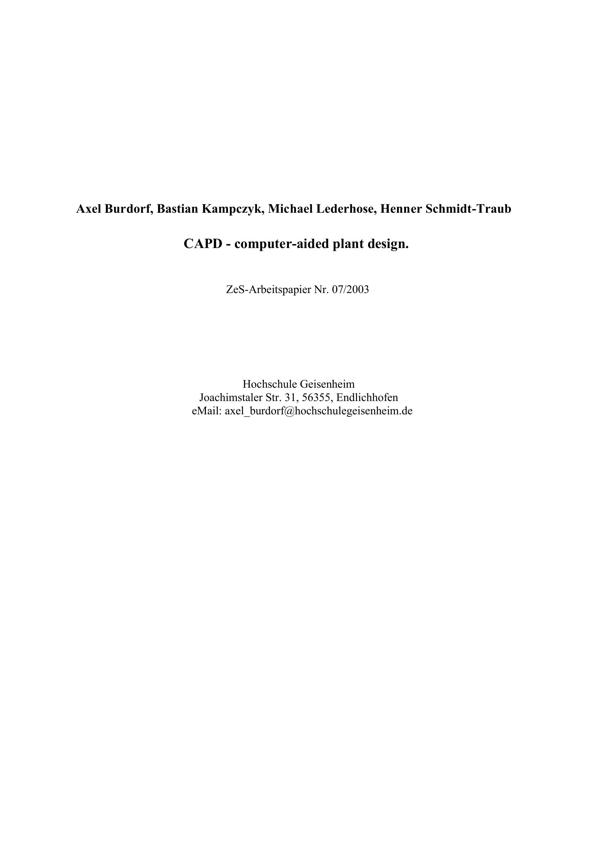 Axel Burdorf, Bastian Kampczyk, Michael Lederhose, Henner Schmidt-Traub
CAPD - computer-aided plant design.
ZeS-Arbeitspapier Nr. 07/2003
Hochschule Geisenheim
Joachimstaler Str. 31, 56355, Endlichhofen
eMail: axel_burdorf@hochschulegeisenheim.de